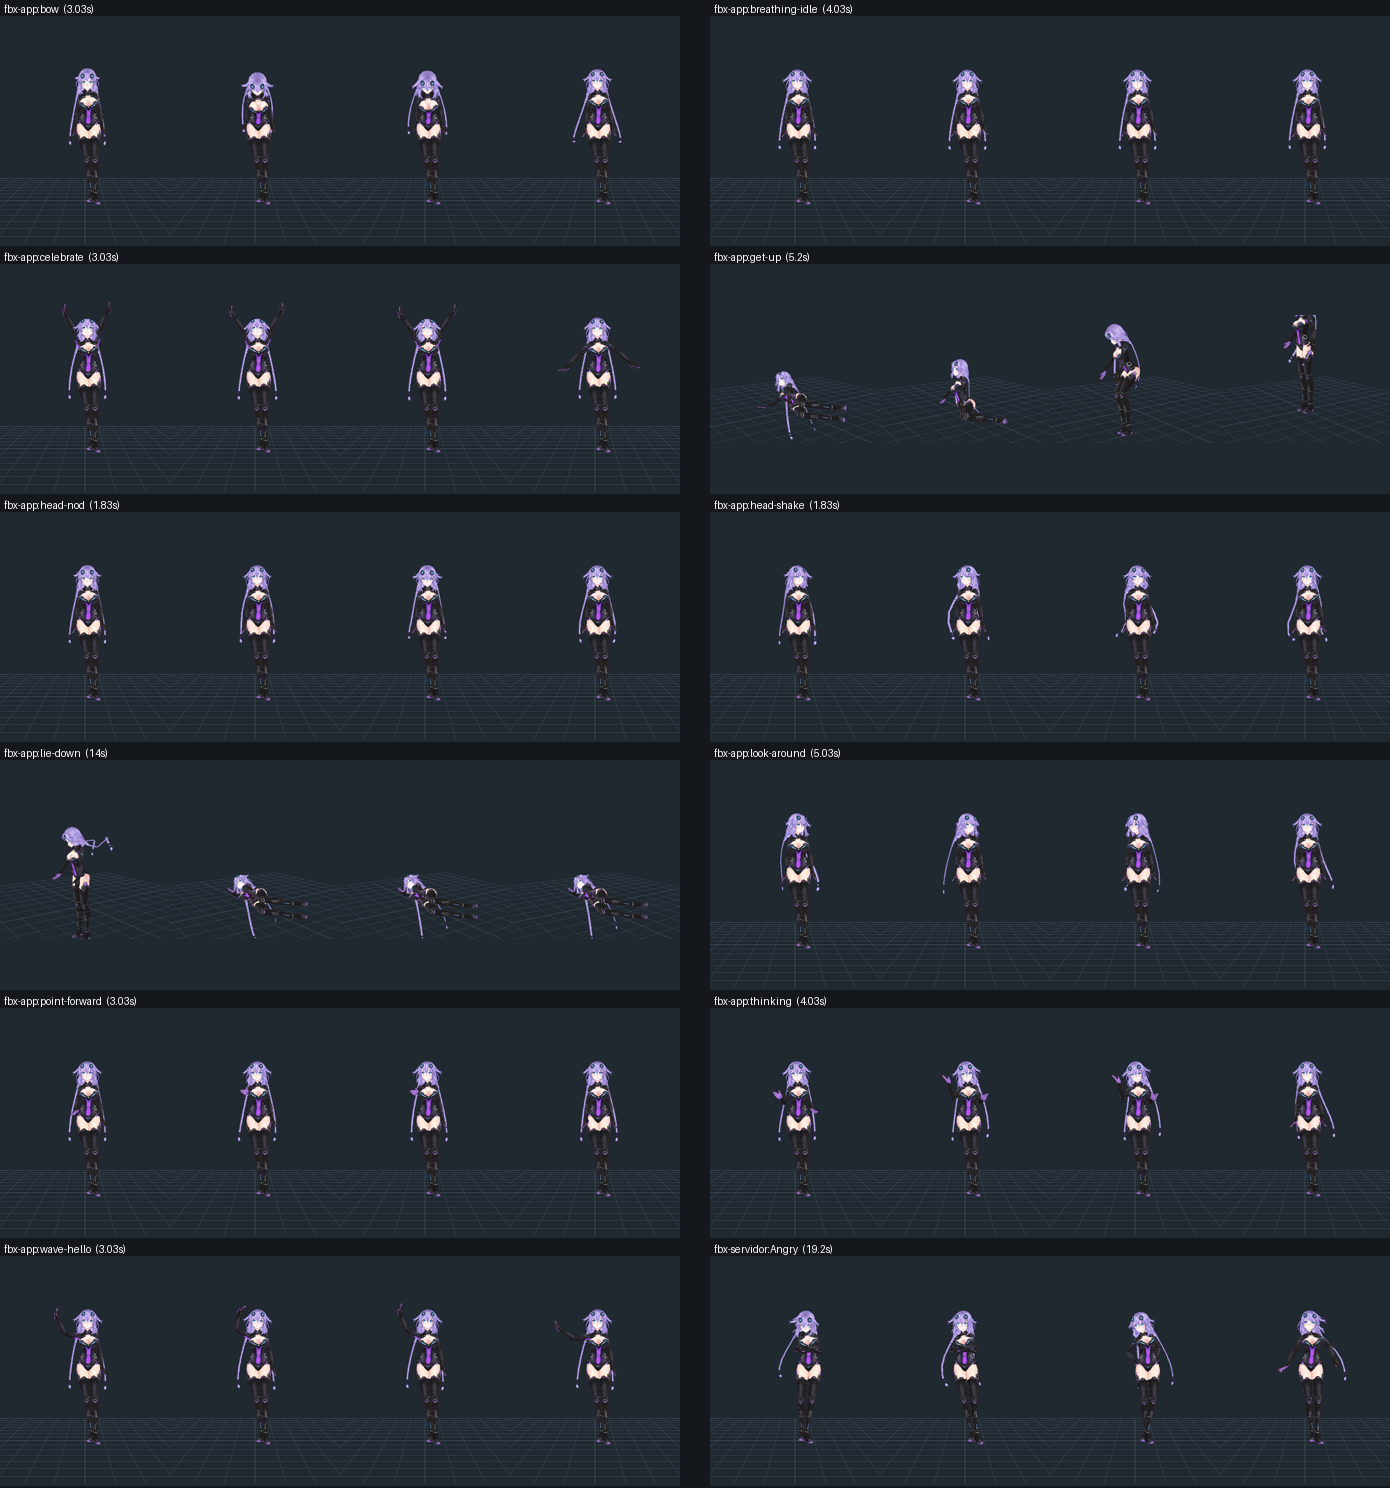 fbx-app:bow (3.03s)
fbx-app:breathing-idle (4.03s)
fbx-app:celebrate (3.03s)
fbx-app:get-up (5.2s)
fbx-app:head-nod (1.83s)
fbx-app:head-shake (1.83s)
fbx-app:lie-down (14s)
fbx-app:look-around (5.03s)
fbx-app:point-forward (3.03s)
fbx-app:thinking (4.03s)
fbx-app:wave-hello (3.03s)
fbx-servidor:Angry (19.2s)